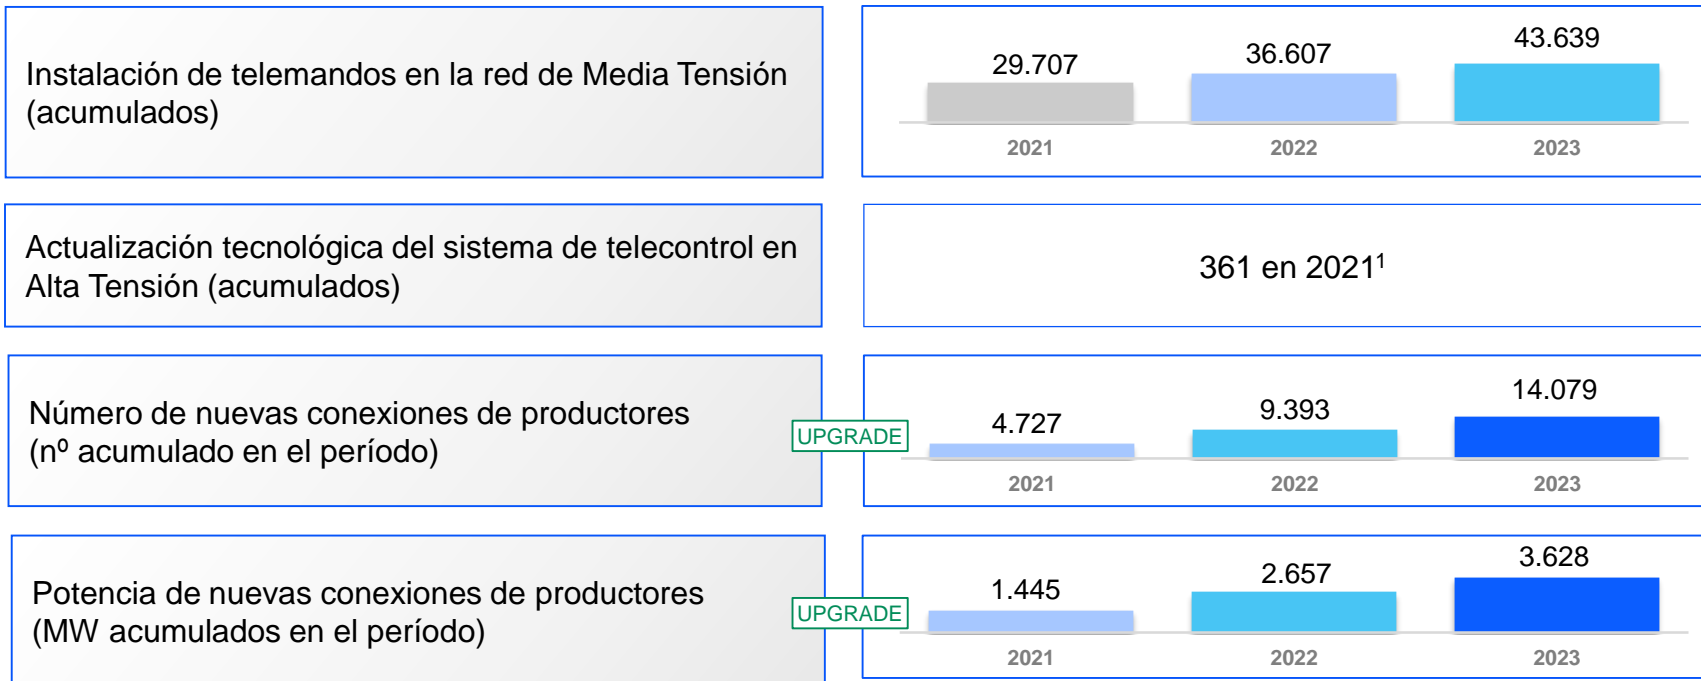 Instalación de telemandos en la red de Media Tensión
(acumulados)
29.707
36.607
43.639
2021
2022
2023
Actualización tecnológica del sistema de telecontrol en
Alta Tensión (acumulados)
361 en 2021¹
Número de nuevas conexiones de productores
(nº acumulado en el período)
UPGRADE
4.727
9.393
14.079
2021
2022
2023
Potencia de nuevas conexiones de productores
(MW acumulados en el período)
UPGRADE
1.445
2.657
3.628
2021
2022
2023